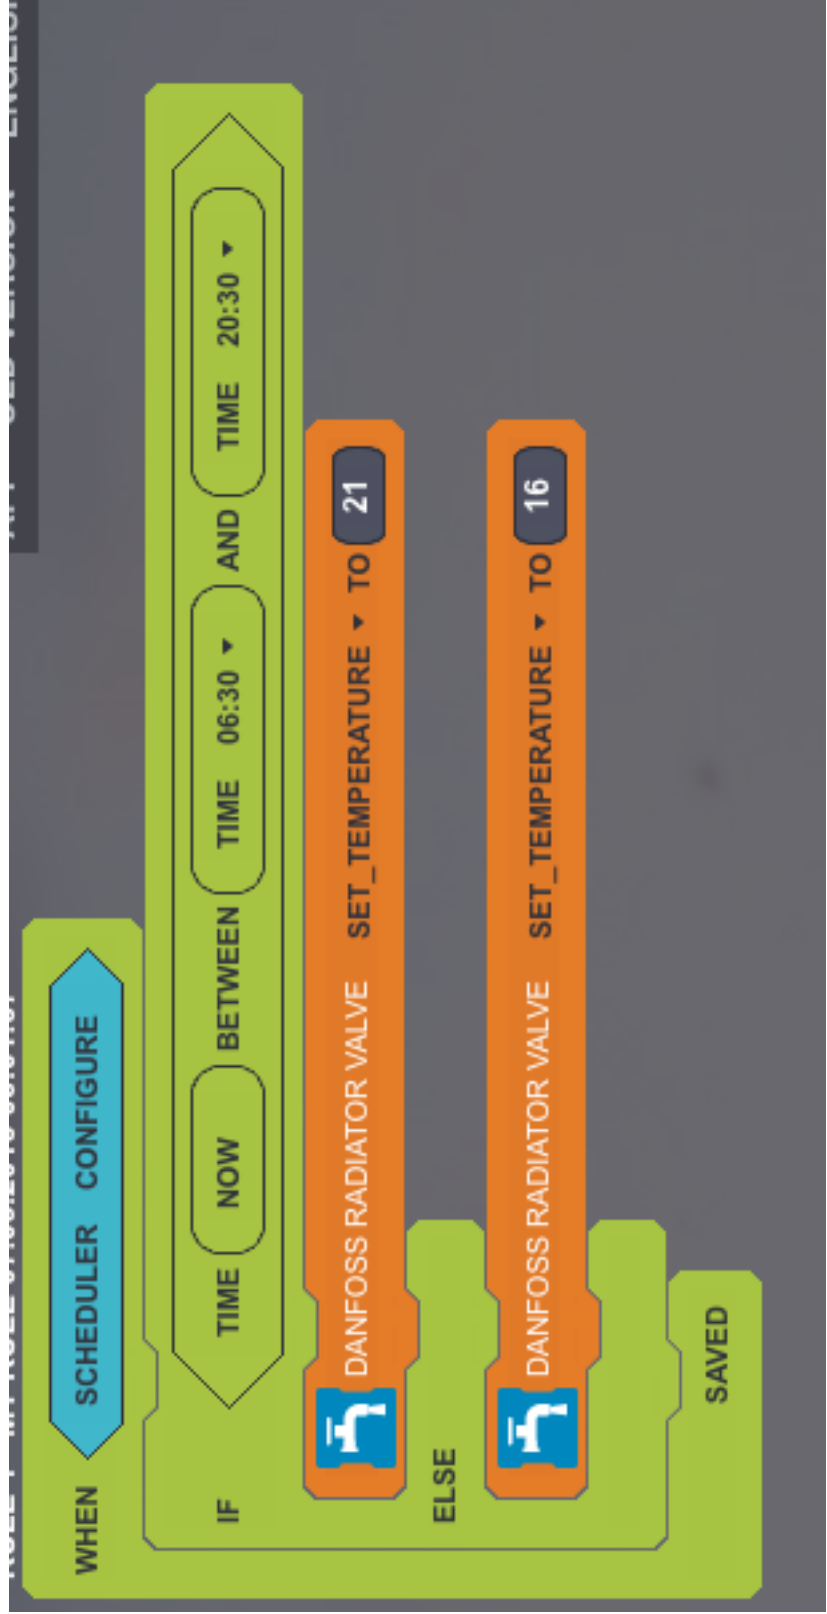 WHEN SCHEDULER CONFIGURE
IF TIME NOW BETWEEN TIME 06:30 AND TIME 20:30
DANFOSS RADIATOR VALVE SET_TEMPERATURE TO 21
ELSE
DANFOSS RADIATOR VALVE SET_TEMPERATURE TO 16
SAVED